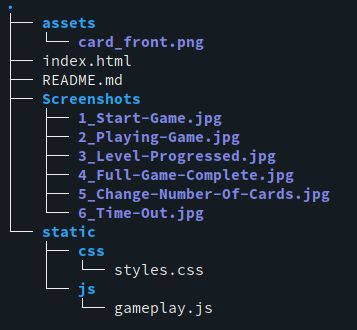 .
├── assets
│   └── card_front.png
├── index.html
├── README.md
├── Screenshots
│   ├── 1_Start-Game.jpg
│   ├── 2_Playing-Game.jpg
│   ├── 3_Level-Progressed.jpg
│   ├── 4_Full-Game-Complete.jpg
│   ├── 5_Change-Number-Of-Cards.jpg
│   └── 6_Time-Out.jpg
└── static
    ├── css
    │   └── styles.css
    └── js
        └── gameplay.js